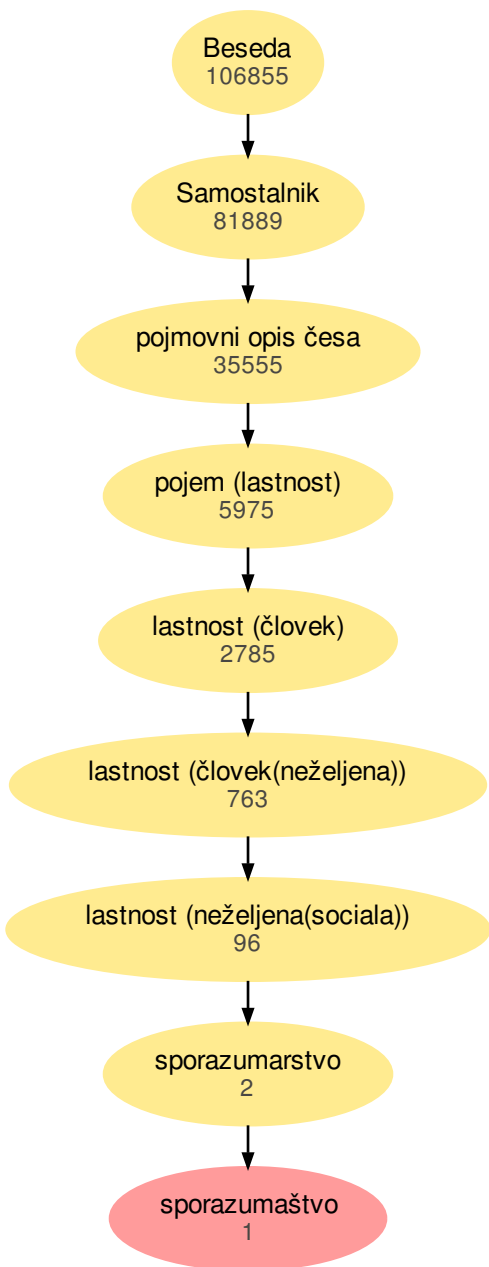 Beseda
106855
Samostalnik
81889
pojmovni opis česa
35555
pojem (lastnost)
5975
lastnost (človek)
2785
lastnost (človek(neželjena))
763
lastnost (neželjena(sociala))
96
sporazumarstvo
2
sporazumaštvo
1